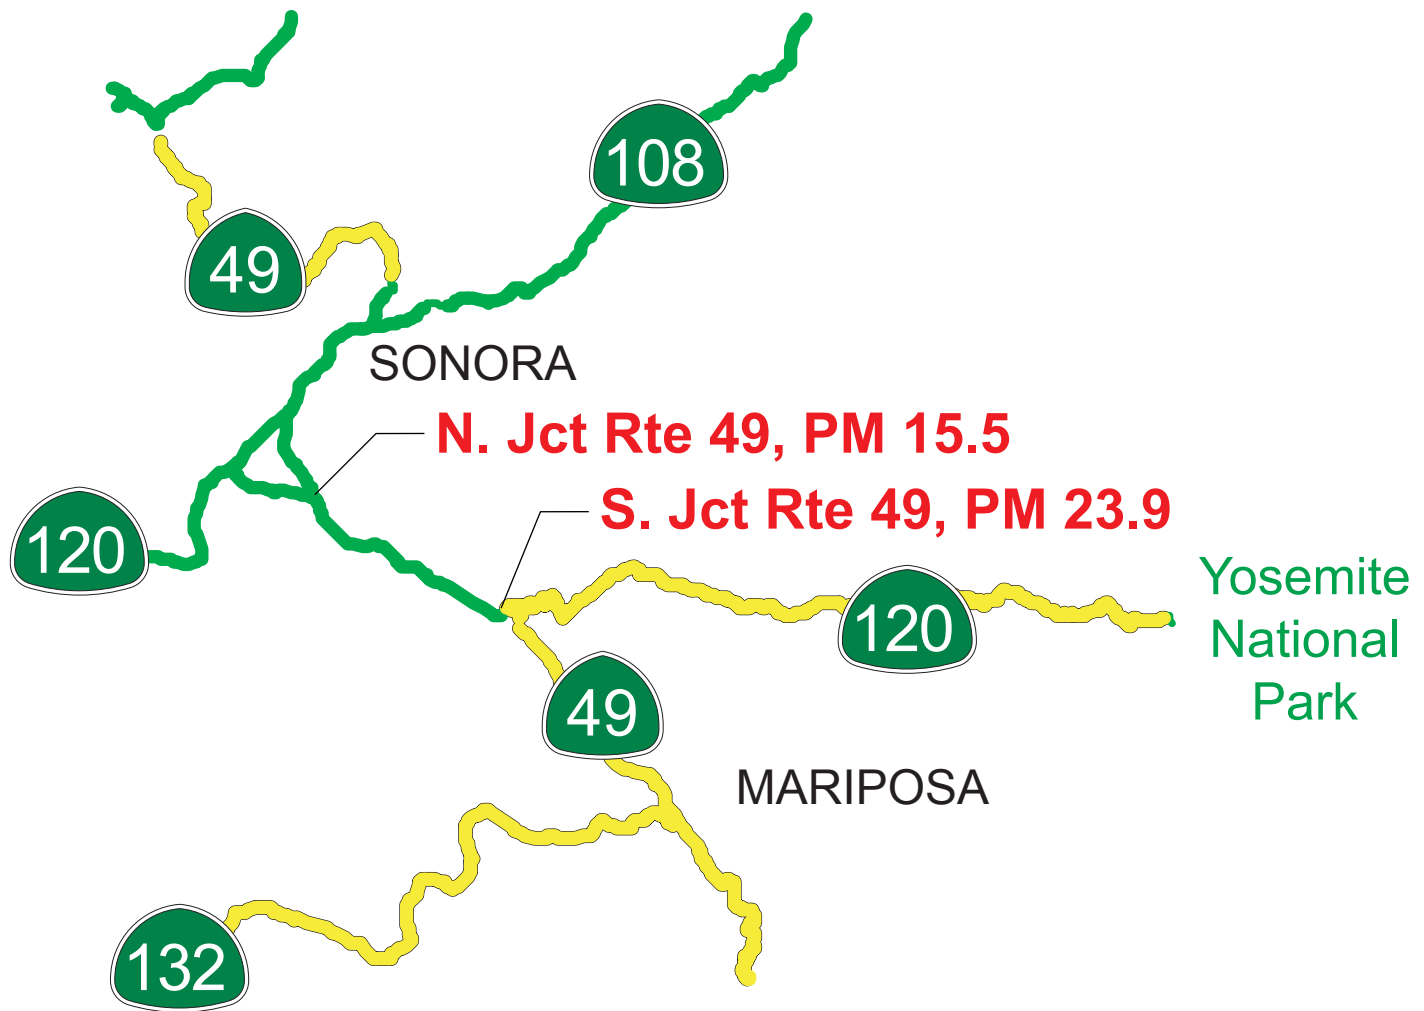 108
49
SONORA
N. Jct Rte 49, PM 15.5
S. Jct Rte 49, PM 23.9
120
Yosemite
National
Park
120
49
MARIPOSA
132